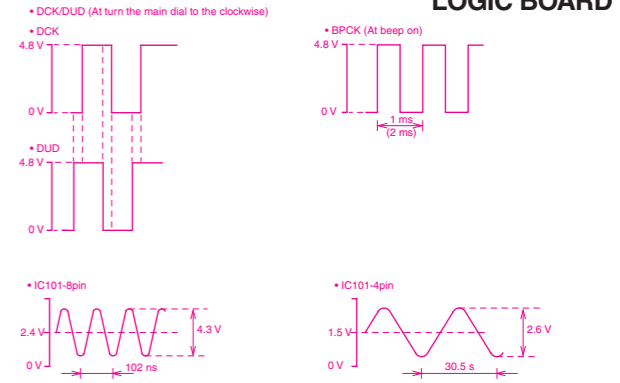 LOGIC BOARD
• DCK/DUD (At turn the main dial to the clockwise)
• DCK
4.8 V
0 V
• DUD
4.8 V
0 V
• BPCK (At beep on)
4.8 V
0 V
1 ms
(2 ms)
• IC101-8pin
2.4 V
4.3 V
0 V
102 ns
• IC101-4pin
1.5 V
2.6 V
0 V
30.5 s